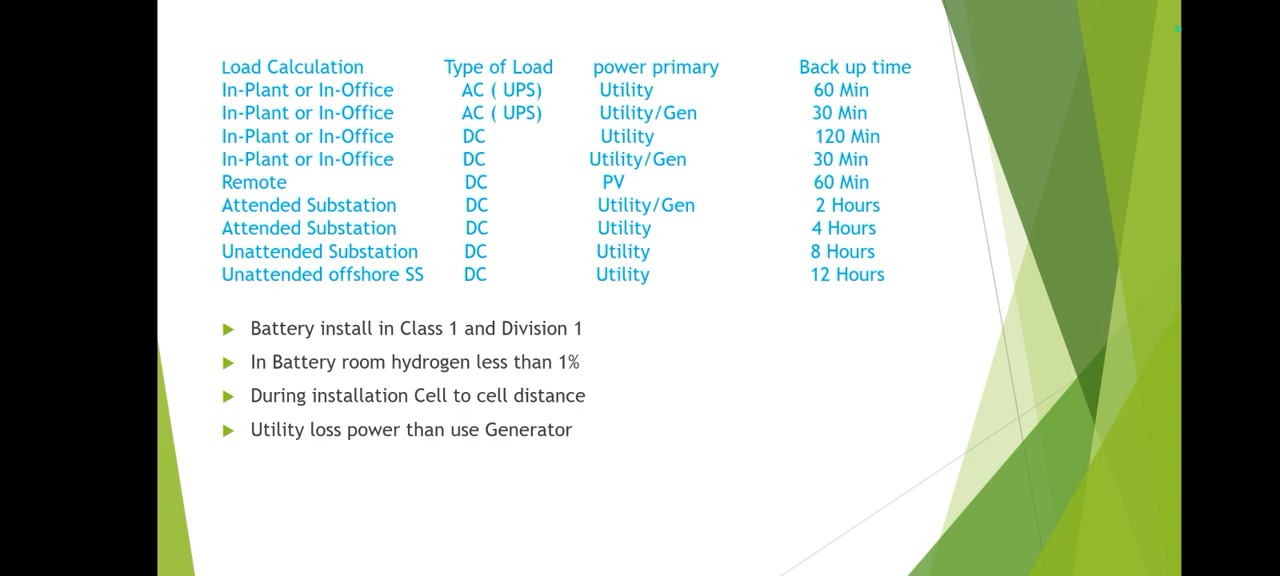 Load Calculation Type of Load power primary Back up time
In-Plant or In-Office AC ( UPS) Utility 60 Min
In-Plant or In-Office AC ( UPS) Utility/Gen 30 Min
In-Plant or In-Office DC Utility 120 Min
In-Plant or In-Office DC Utility/Gen 30 Min
Remote DC PV 60 Min
Attended Substation DC Utility/Gen 2 Hours
Attended Substation DC Utility 4 Hours
Unattended Substation DC Utility 8 Hours
Unattended offshore SS DC Utility 12 Hours
Battery install in Class 1 and Division 1
In Battery room hydrogen less than 1%
During installation Cell to cell distance
Utility loss power than use Generator